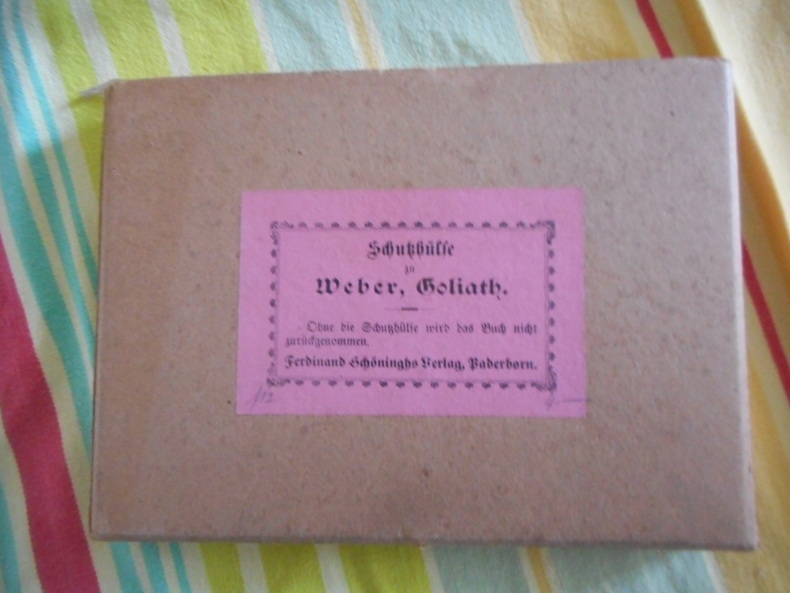 Schutzhülse
zu
Weber, Goliath.
Ohne die Schutzhülse wird das Buch nicht
zurückgenommen.
Ferdinand Schöninghs Verlag, Paderborn.